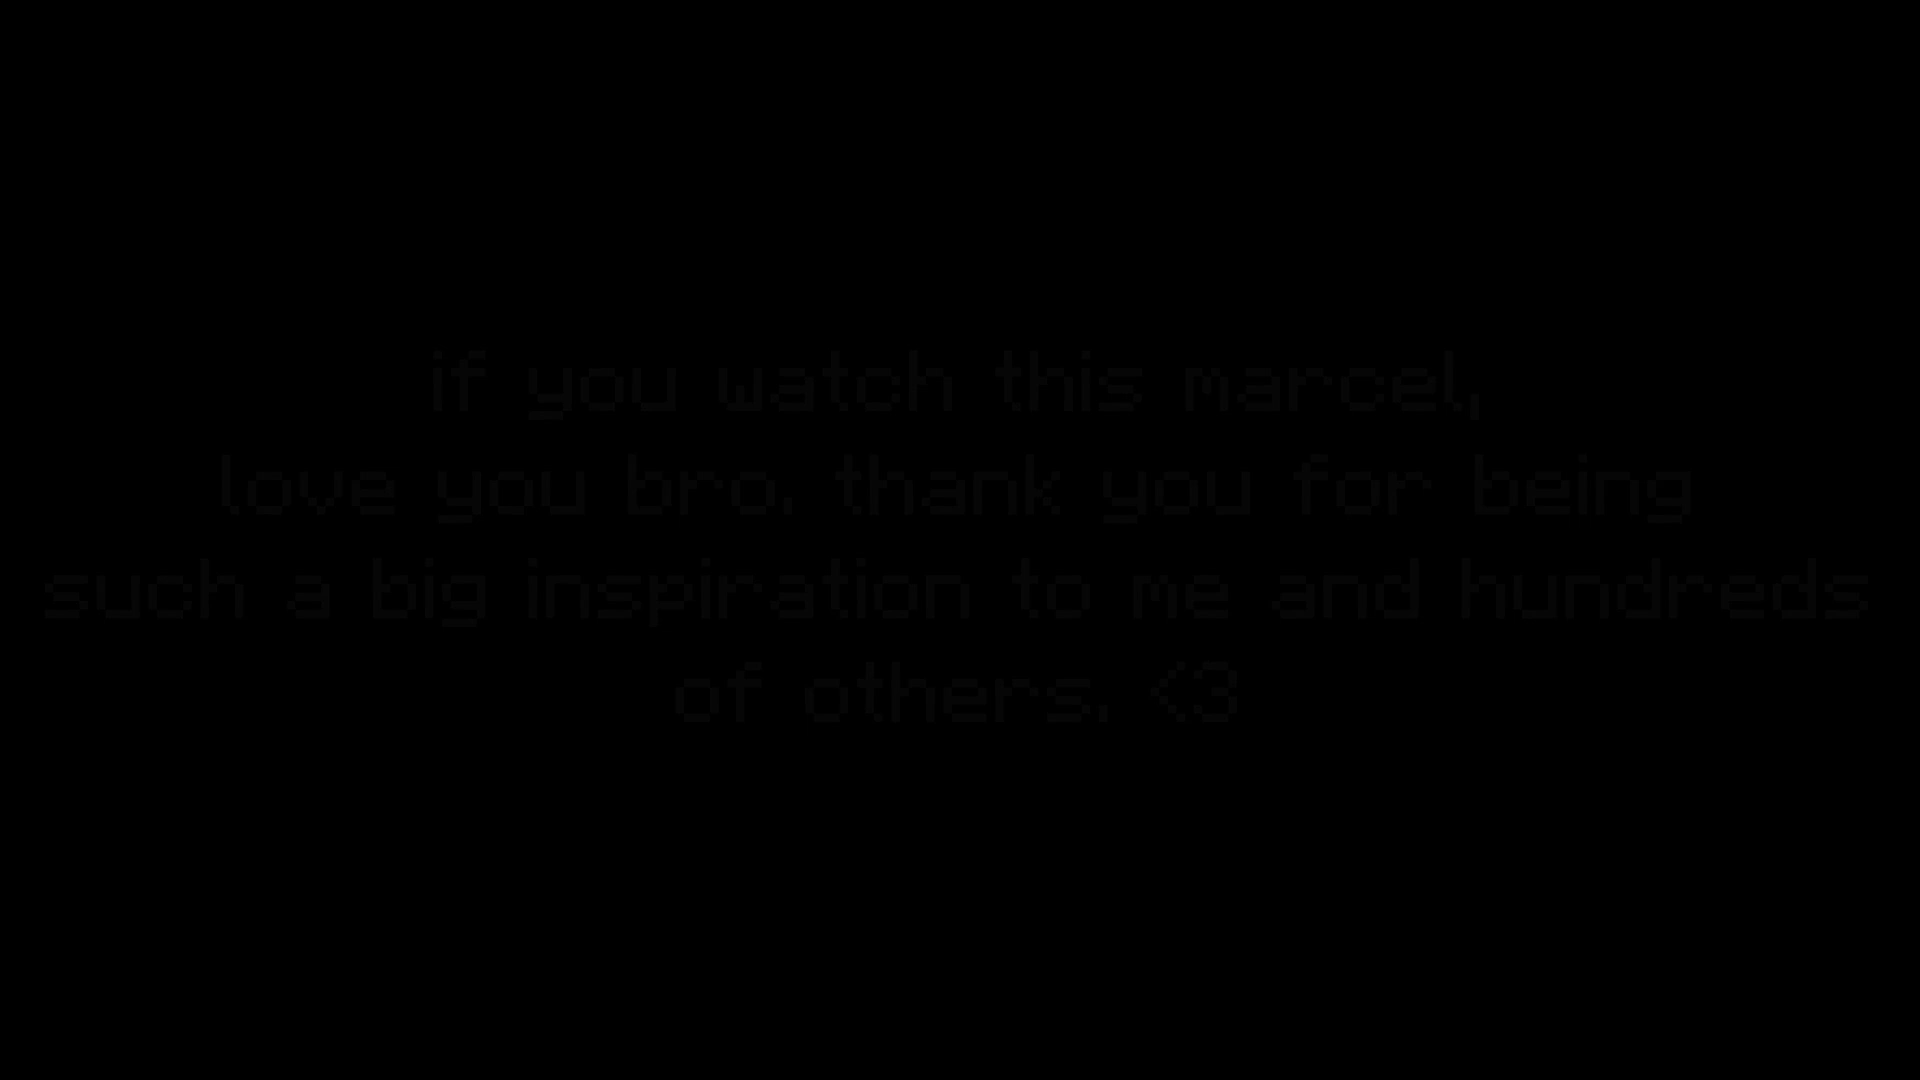 if you watch this marcel,
love you bro. thank you for being
such a big inspiration to me and hundreds
of others. <3